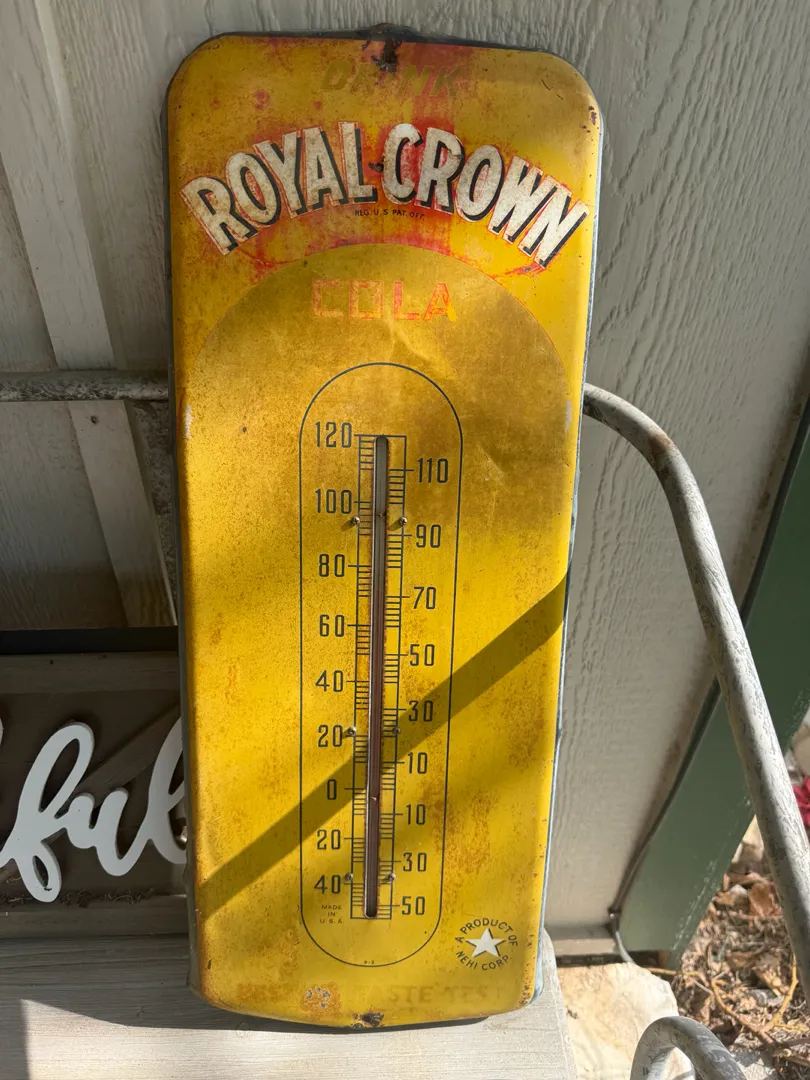 DRINK
ROYAL CROWN
REG. U.S. PAT. OFF.
COLA
120
110
100
90
80
70
60
50
40
30
20
10
0
10
20
30
40
50
MADE
IN
U.S.A.
A PRODUCT OF
NEHI CORP.
ful